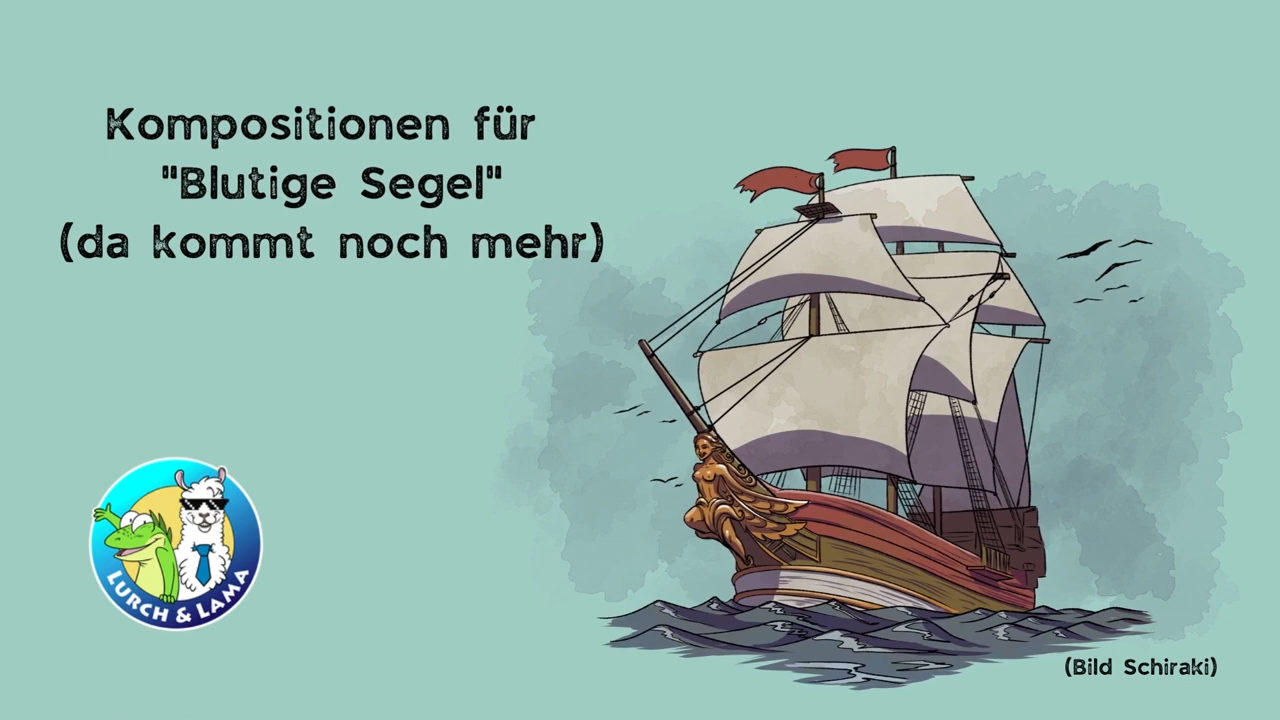 Kompositionen für
"Blutige Segel"
(da kommt noch mehr)
LURCH & LAMA
(Bild Schiraki)